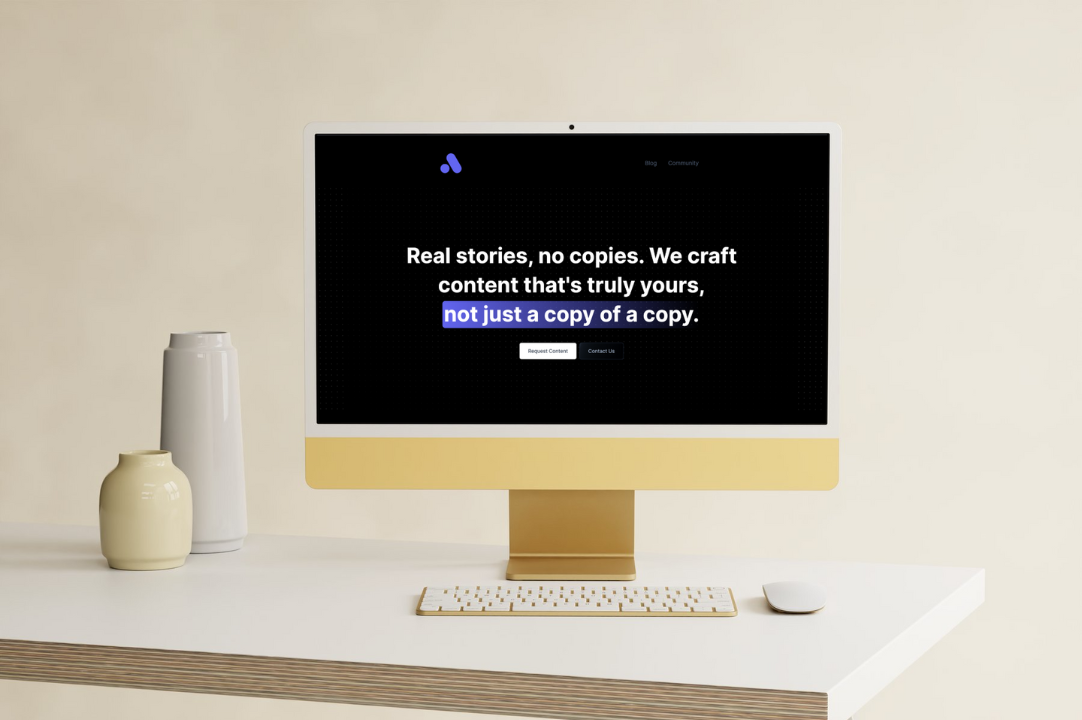 Blog Community
Real stories, no copies. We craft
content that's truly yours,
not just a copy of a copy.
Request Content Contact Us